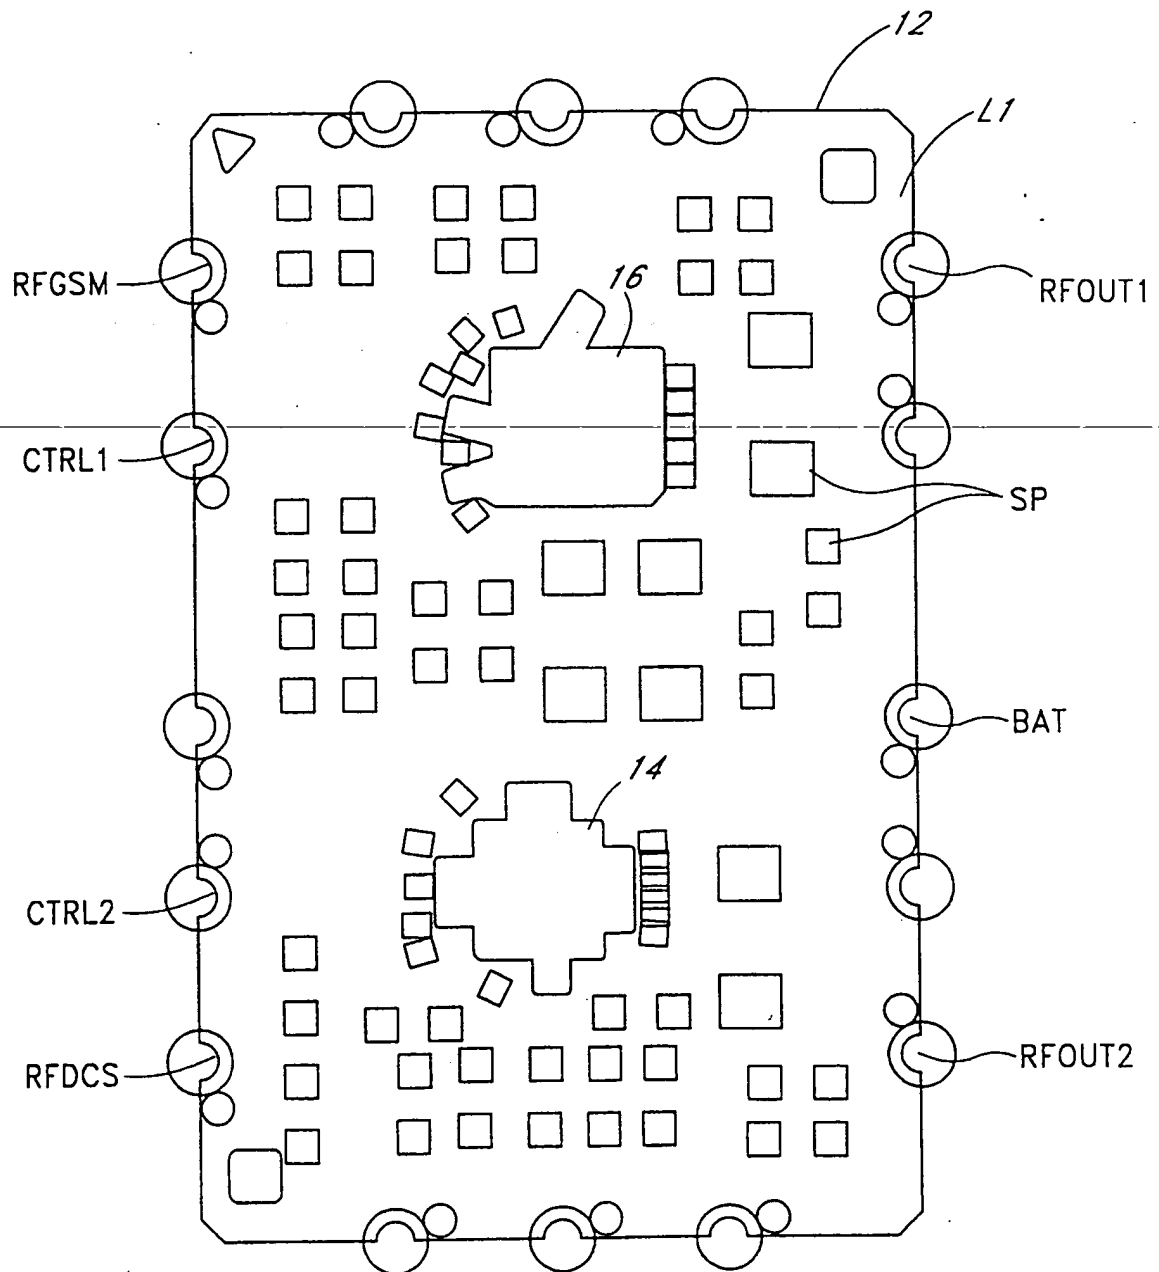 12
L1
RFGSM
16
RFOUT1
CTRL1
SP
BAT
14
CTRL2
RFDCS
RFOUT2